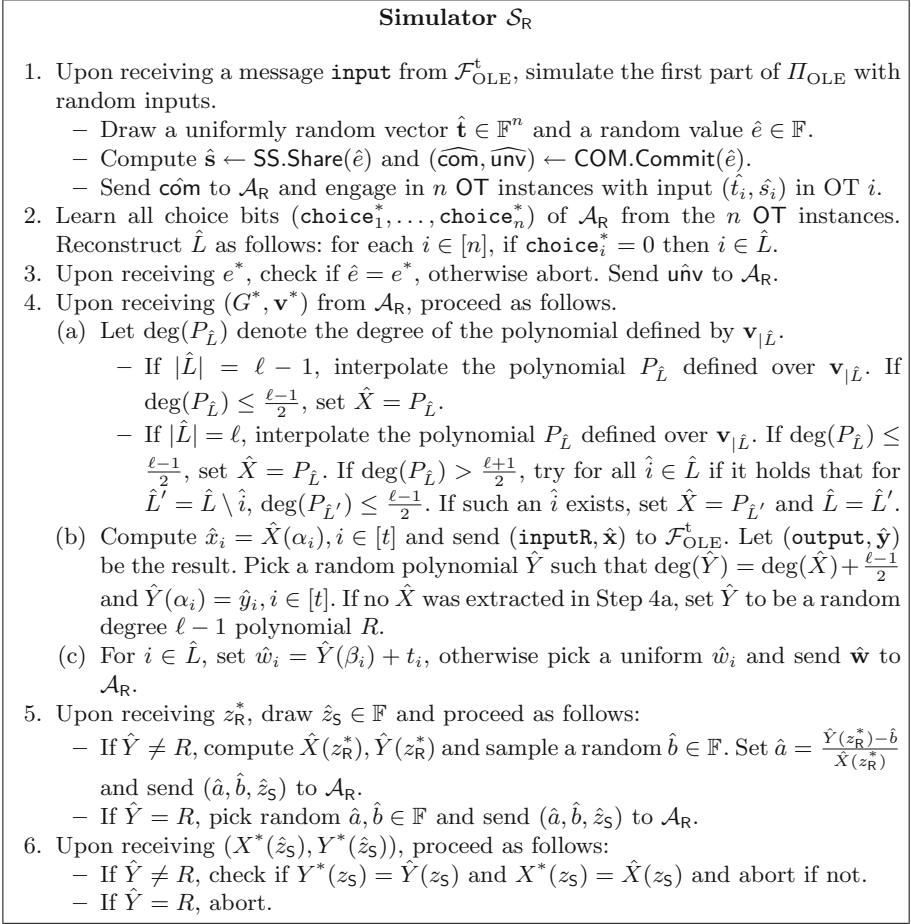 Simulator 𝒮_R
1. Upon receiving a message input from ℱ^t_OLE, simulate the first part of Π_OLE with
random inputs.
– Draw a uniformly random vector t̂ ∈ 𝔽^n and a random value ê ∈ 𝔽.
– Compute ŝ ← SS.Share(ê) and (côm, ûnv) ← COM.Commit(ê).
– Send côm to 𝒜_R and engage in n OT instances with input (t̂_i, ŝ_i) in OT i.
2. Learn all choice bits (choice*_1, . . . , choice*_n) of 𝒜_R from the n OT instances.
Reconstruct L̂ as follows: for each i ∈ [n], if choice*_i = 0 then i ∈ L̂.
3. Upon receiving e*, check if ê = e*, otherwise abort. Send ûnv to 𝒜_R.
4. Upon receiving (G*, v*) from 𝒜_R, proceed as follows.
(a) Let deg(P_L̂) denote the degree of the polynomial defined by v_|L̂.
– If |L̂| = ℓ − 1, interpolate the polynomial P_L̂ defined over v_|L̂. If
deg(P_L̂) ≤ (ℓ−1)/2, set X̂ = P_L̂.
– If |L̂| = ℓ, interpolate the polynomial P_L̂ defined over v_|L̂. If deg(P_L̂) ≤
(ℓ−1)/2, set X̂ = P_L̂. If deg(P_L̂) > (ℓ+1)/2, try for all î ∈ L̂ if it holds that for
L̂′ = L̂ \ î, deg(P_L̂′) ≤ (ℓ−1)/2. If such an î exists, set X̂ = P_L̂′ and L̂ = L̂′.
(b) Compute x̂_i = X̂(α_i), i ∈ [t] and send (inputR, x̂) to ℱ^t_OLE. Let (output, ŷ)
be the result. Pick a random polynomial Ŷ such that deg(Ŷ) = deg(X̂) + (ℓ−1)/2
and Ŷ(α_i) = ŷ_i, i ∈ [t]. If no X̂ was extracted in Step 4a, set Ŷ to be a random
degree ℓ − 1 polynomial R.
(c) For i ∈ L̂, set ŵ_i = Ŷ(β_i) + t_i, otherwise pick a uniform ŵ_i and send ŵ to
𝒜_R.
5. Upon receiving z*_R, draw ẑ_S ∈ 𝔽 and proceed as follows:
– If Ŷ ≠ R, compute X̂(z*_R), Ŷ(z*_R) and sample a random b̂ ∈ 𝔽. Set â = (Ŷ(z*_R)−b̂)/X̂(z*_R)
and send (â, b̂, ẑ_S) to 𝒜_R.
– If Ŷ = R, pick random â, b̂ ∈ 𝔽 and send (â, b̂, ẑ_S) to 𝒜_R.
6. Upon receiving (X*(ẑ_S), Y*(ẑ_S)), proceed as follows:
– If Ŷ ≠ R, check if Y*(z_S) = Ŷ(z_S) and X*(z_S) = X̂(z_S) and abort if not.
– If Ŷ = R, abort.